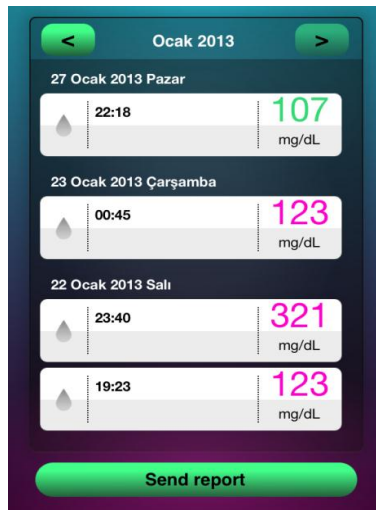 < Ocak 2013 >
27 Ocak 2013 Pazar
22:18 107
mg/dL
23 Ocak 2013 Çarşamba
00:45 123
mg/dL
22 Ocak 2013 Salı
23:40 321
mg/dL
19:23 123
mg/dL
Send report